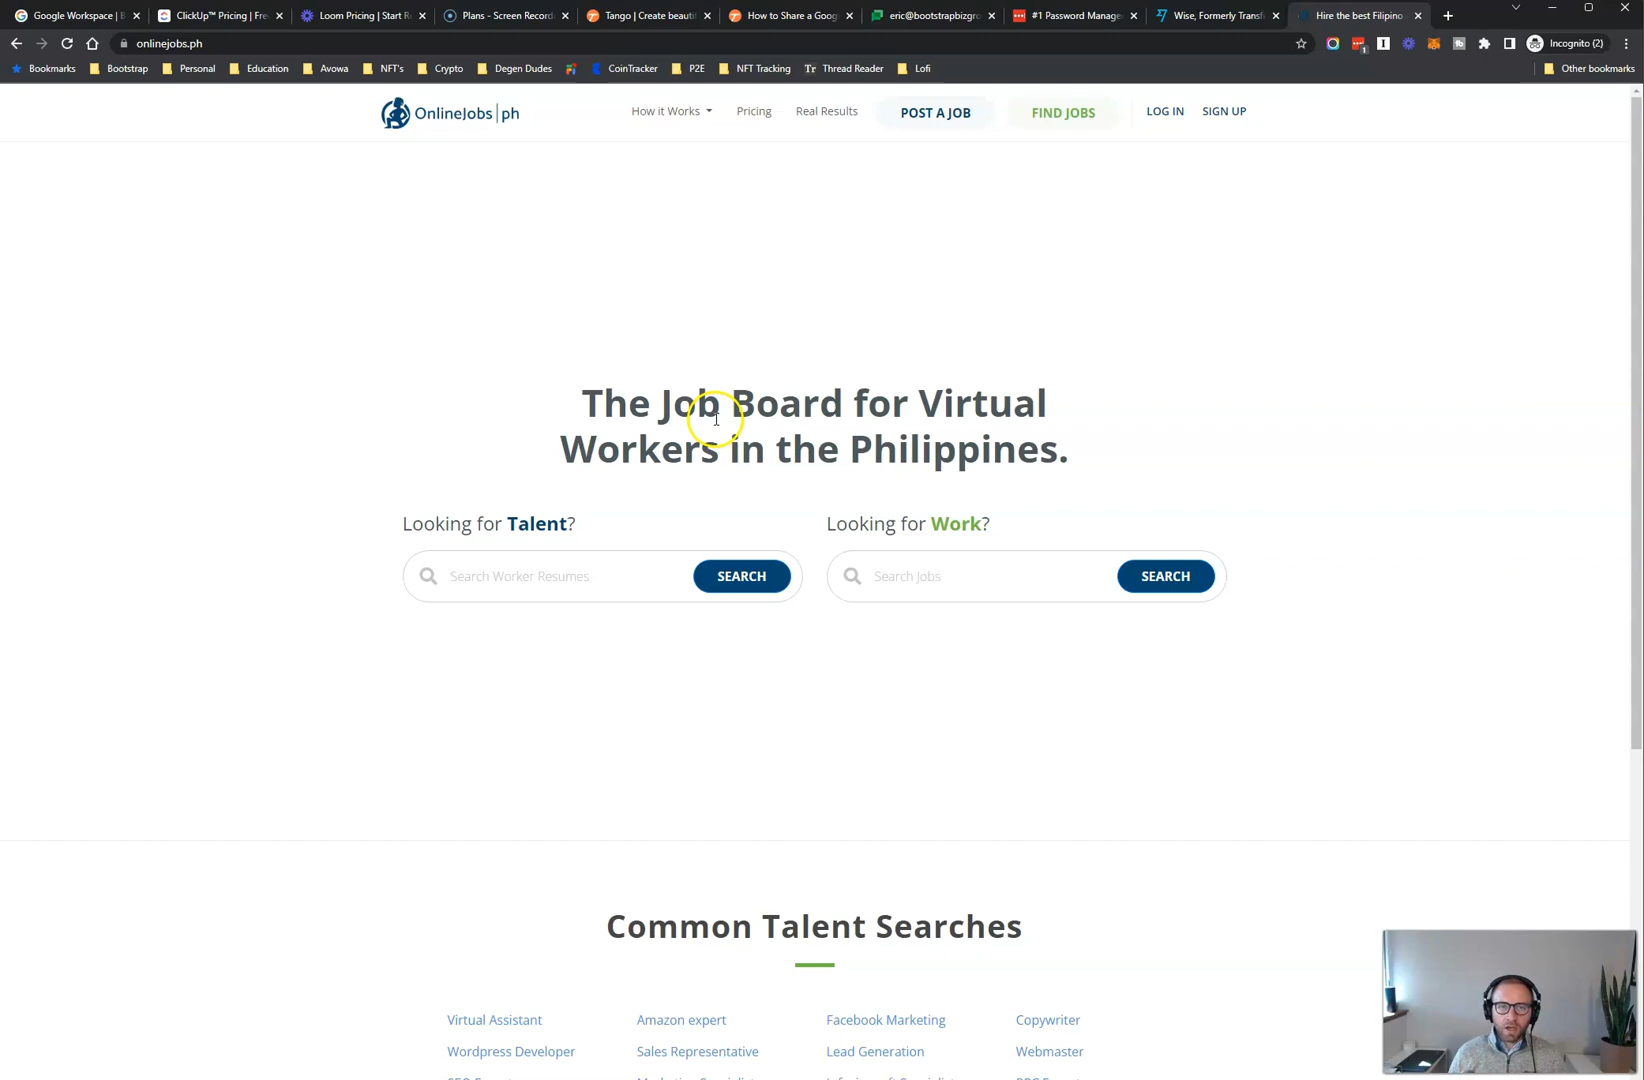 Google Workspace | B
ClickUp™ Pricing | Fre
Loom Pricing | Start R
Plans - Screen Record
Tango | Create beauti
How to Share a Goog
eric@bootstrapbizgro
#1 Password Manage
Wise, Formerly Transf
Hire the best Filipino
onlinejobs.ph
1
Incognito (2)
Bookmarks
Bootstrap
Personal
Education
Avowa
NFT's
Crypto
Degen Dudes
CoinTracker
P2E
NFT Tracking
Tr Thread Reader
Lofi
Other bookmarks
OnlineJobs|ph
How it Works
Pricing
Real Results
POST A JOB
FIND JOBS
LOG IN
SIGN UP
The Job Board for Virtual
Workers in the Philippines.
Looking for Talent?
Search Worker Resumes
SEARCH
Looking for Work?
Search Jobs
SEARCH
Common Talent Searches
Virtual Assistant
Amazon expert
Facebook Marketing
Copywriter
Wordpress Developer
Sales Representative
Lead Generation
Webmaster